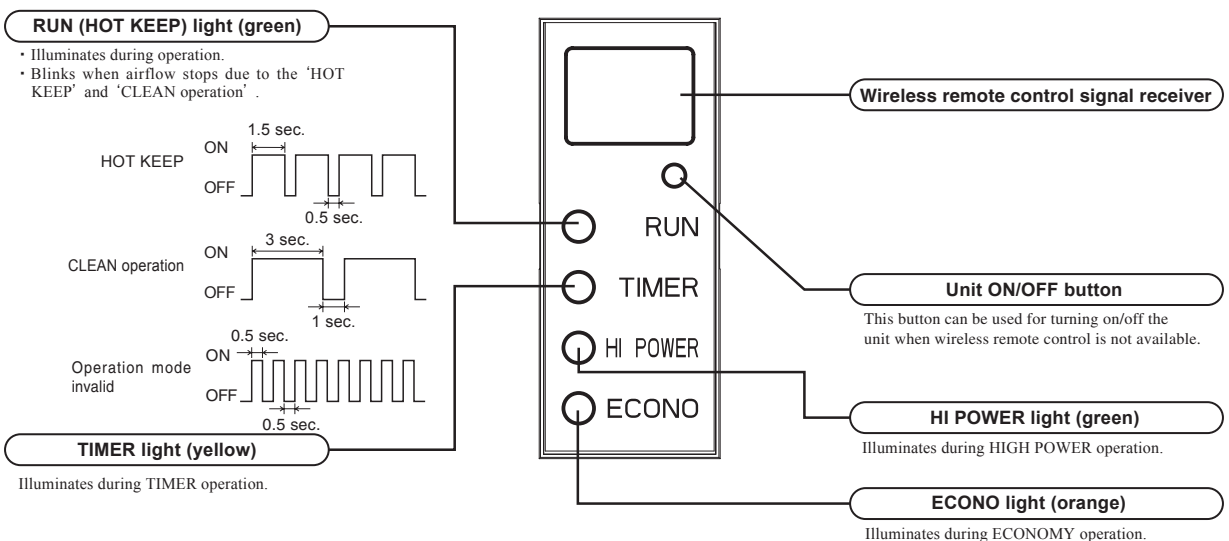 RUN (HOT KEEP) light (green)
・Illuminates during operation.
・Blinks when airflow stops due to the ‘HOT
KEEP’ and ‘CLEAN operation’ .
HOT KEEP
ON
OFF
1.5 sec.
0.5 sec.
CLEAN operation
ON
OFF
3 sec.
1 sec.
Operation mode
invalid
ON
OFF
0.5 sec.
0.5 sec.
TIMER light (yellow)
Illuminates during TIMER operation.
RUN
TIMER
HI POWER
ECONO
Wireless remote control signal receiver
Unit ON/OFF button
This button can be used for turning on/off the
unit when wireless remote control is not available.
HI POWER light (green)
Illuminates during HIGH POWER operation.
ECONO light (orange)
Illuminates during ECONOMY operation.